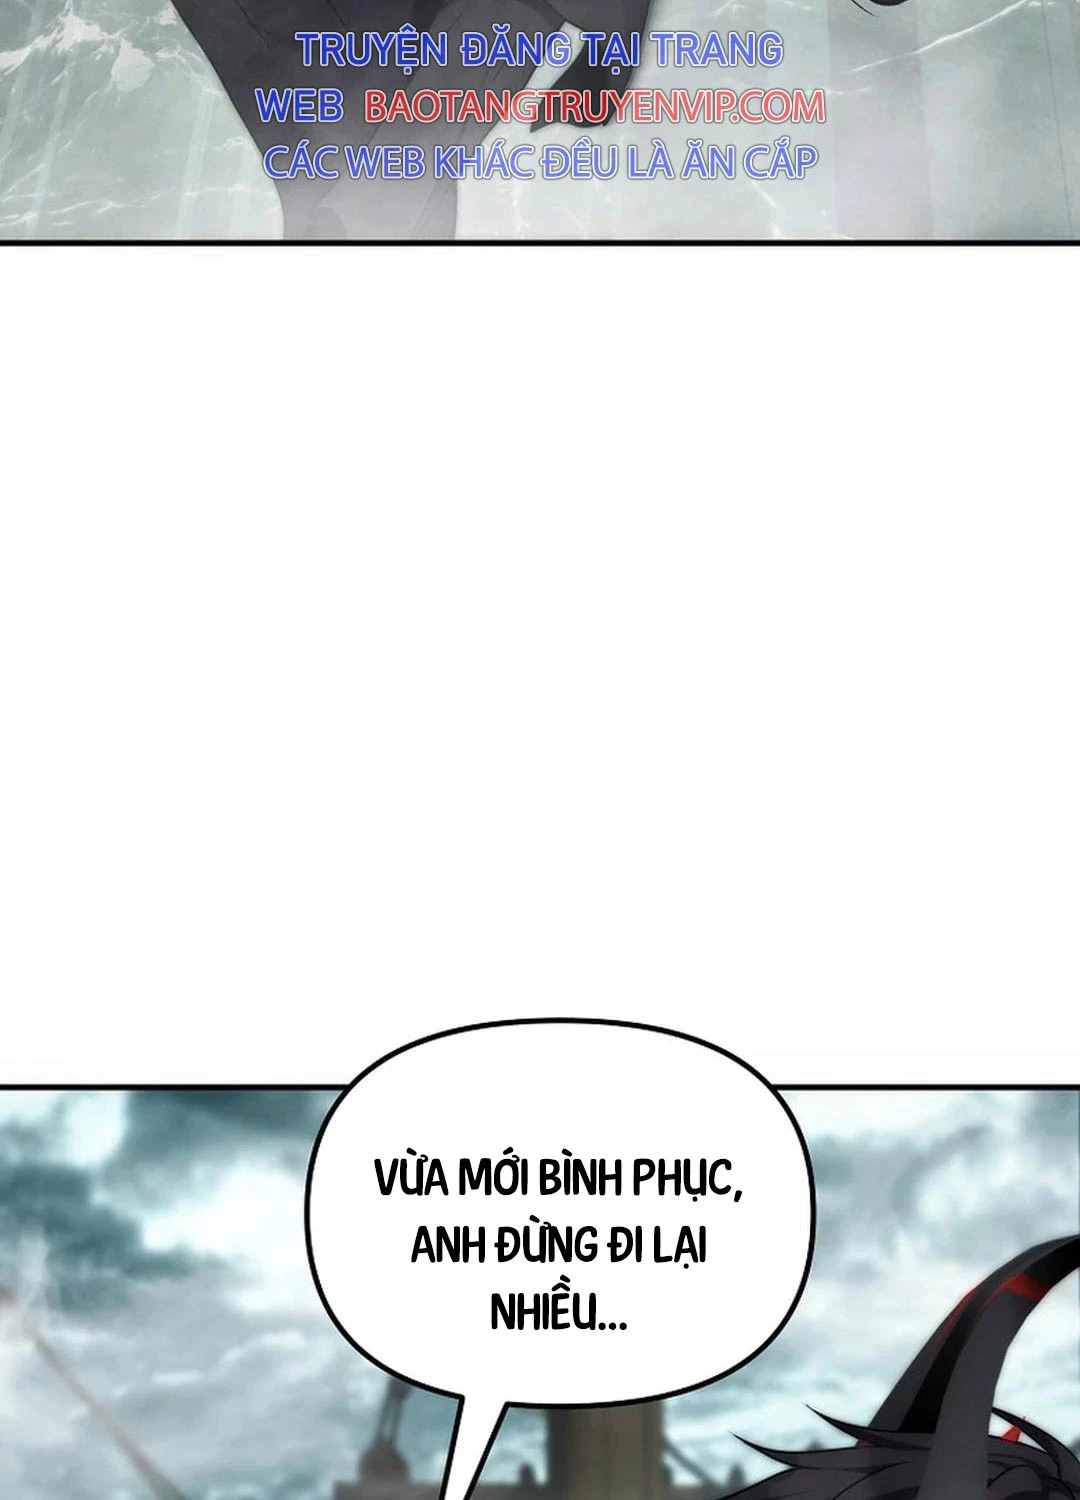 TRUYỆN ĐĂNG TẠI TRANG
WEB BAOTANGTRUYENVIP.COM
CÁC WEB KHÁC ĐỀU LÀ ĂN CẮP
VỪA MỚI BÌNH PHỤC,
ANH ĐỪNG ĐI LẠI
NHIỀU...